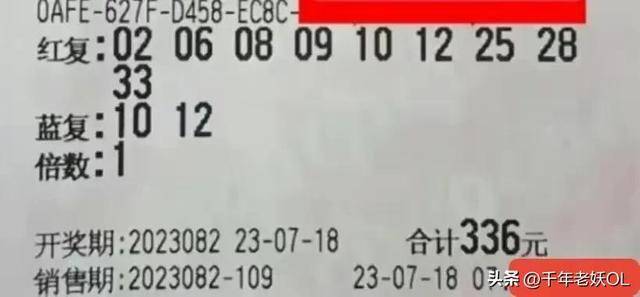 0AFE-627F-D458-EC8C-
红复:02 06 08 09 10 12 25 28
33
蓝复:10 12
倍数:1
开奖期:2023082 23-07-18 合计336元
销售期:2023082-109 23-07-18
头条 @千年老妖OL